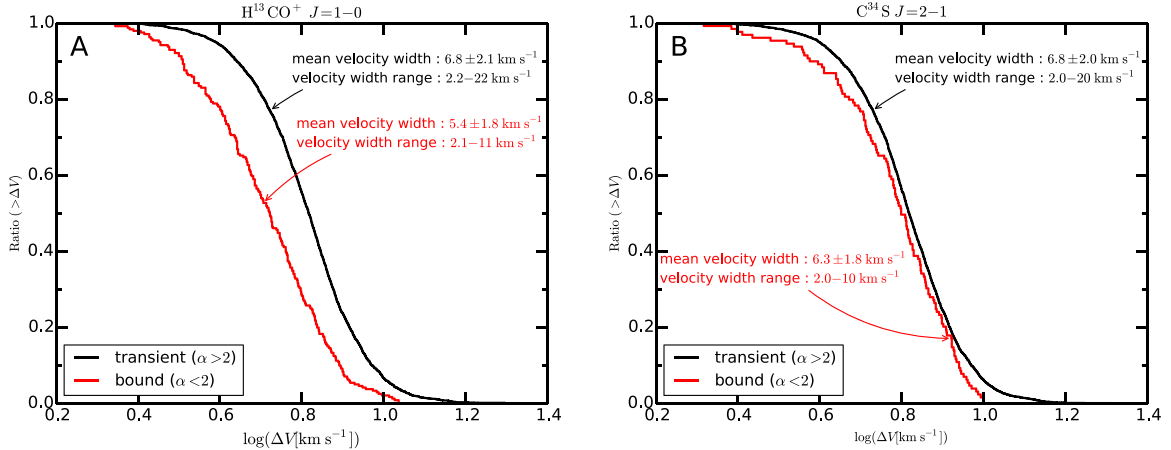 H¹³CO⁺ J=1−0
A
mean velocity width : 6.8±2.1 km s⁻¹
velocity width range : 2.2−22 km s⁻¹
mean velocity width : 5.4±1.8 km s⁻¹
velocity width range : 2.1−11 km s⁻¹
transient (α>2)
bound (α<2)
Ratio (>ΔV)
1.0
0.8
0.6
0.4
0.2
0.0
0.2 0.4 0.6 0.8 1.0 1.2 1.4
log(ΔV[km s⁻¹])
C³⁴S J=2−1
B
mean velocity width : 6.8±2.0 km s⁻¹
velocity width range : 2.0−20 km s⁻¹
mean velocity width : 6.3±1.8 km s⁻¹
velocity width range : 2.0−10 km s⁻¹
transient (α>2)
bound (α<2)
Ratio (>ΔV)
1.0
0.8
0.6
0.4
0.2
0.0
0.2 0.4 0.6 0.8 1.0 1.2 1.4
log(ΔV[km s⁻¹])